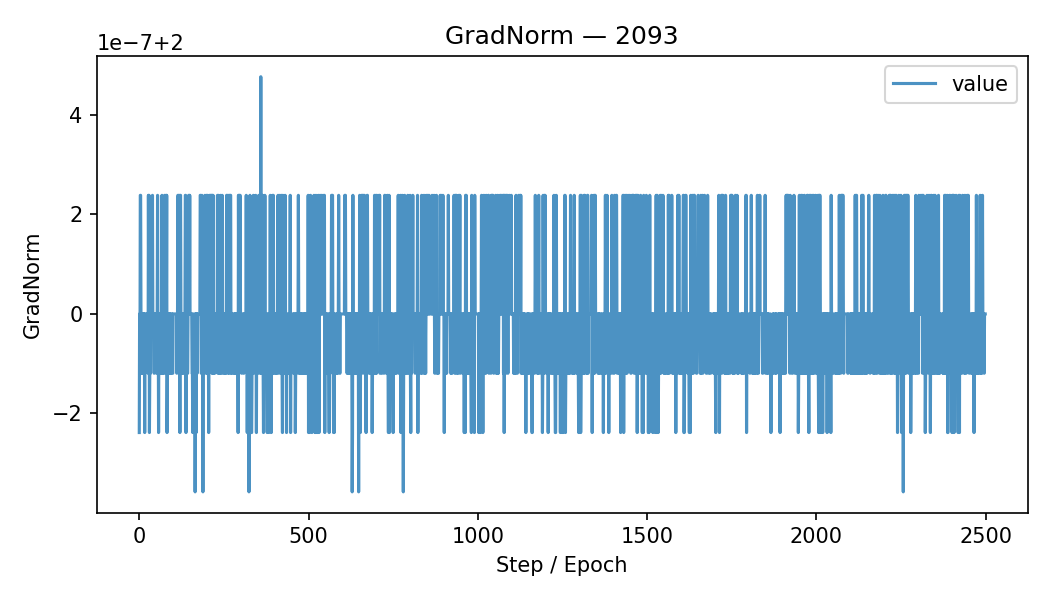 GradNorm — 2093
1e−7+2
value
4
2
0
−2
GradNorm
0 500 1000 1500 2000 2500
Step / Epoch